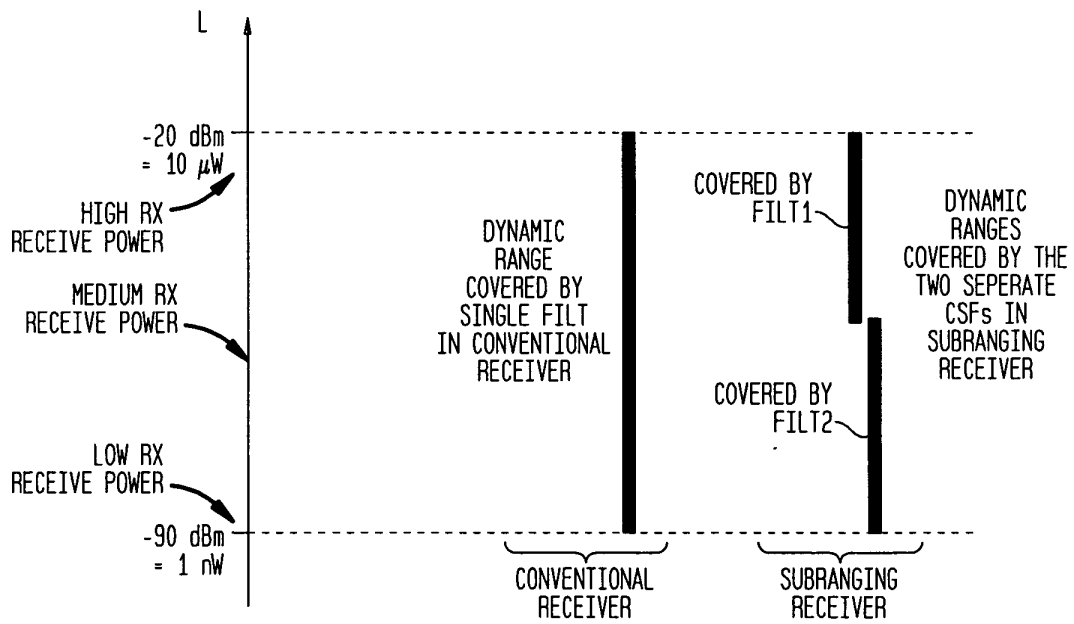 L
-20 dBm
= 10 μW
HIGH RX
RECEIVE POWER
MEDIUM RX
RECEIVE POWER
LOW RX
RECEIVE POWER
-90 dBm
= 1 nW
DYNAMIC
RANGE
COVERED BY
SINGLE FILT
IN CONVENTIONAL
RECEIVER
COVERED BY
FILT1
COVERED BY
FILT2
DYNAMIC
RANGES
COVERED BY THE
TWO SEPERATE
CSFs IN
SUBRANGING
RECEIVER
CONVENTIONAL
RECEIVER
SUBRANGING
RECEIVER